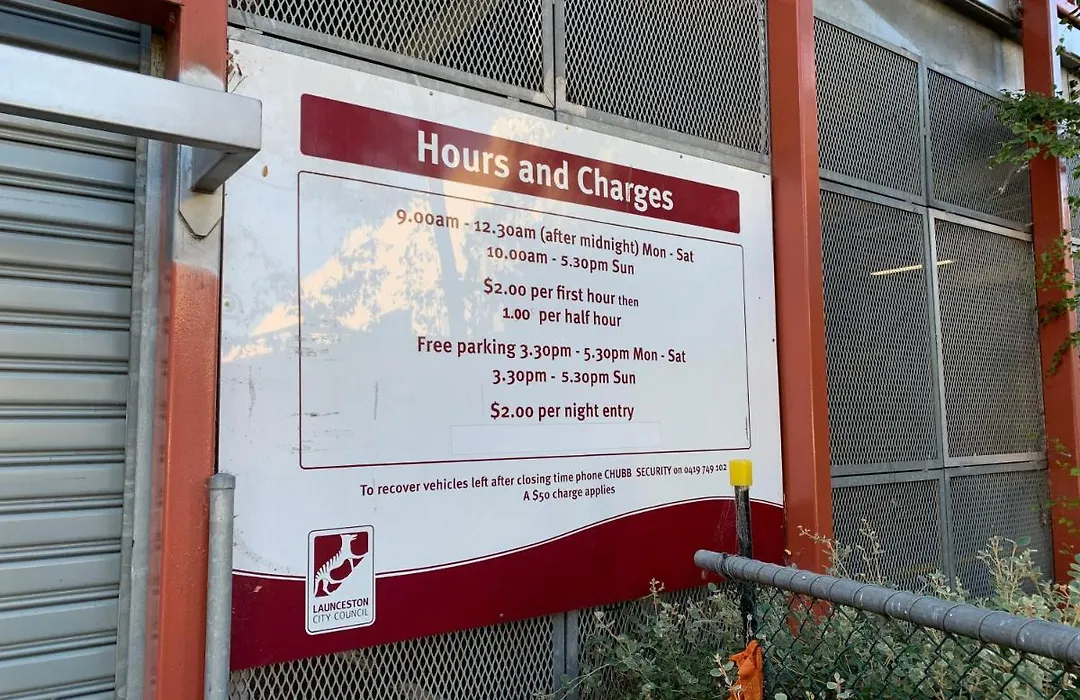 Hours and Charges
9.00am - 12.30am (after midnight) Mon - Sat
10.00am - 5.30pm Sun
$2.00 per first hour then
1.00 per half hour
Free parking 3.30pm - 5.30pm Mon - Sat
3.30pm - 5.30pm Sun
$2.00 per night entry
To recover vehicles left after closing time phone CHUBB SECURITY on 0419 749 102
A $50 charge applies
LAUNCESTON
CITY COUNCIL